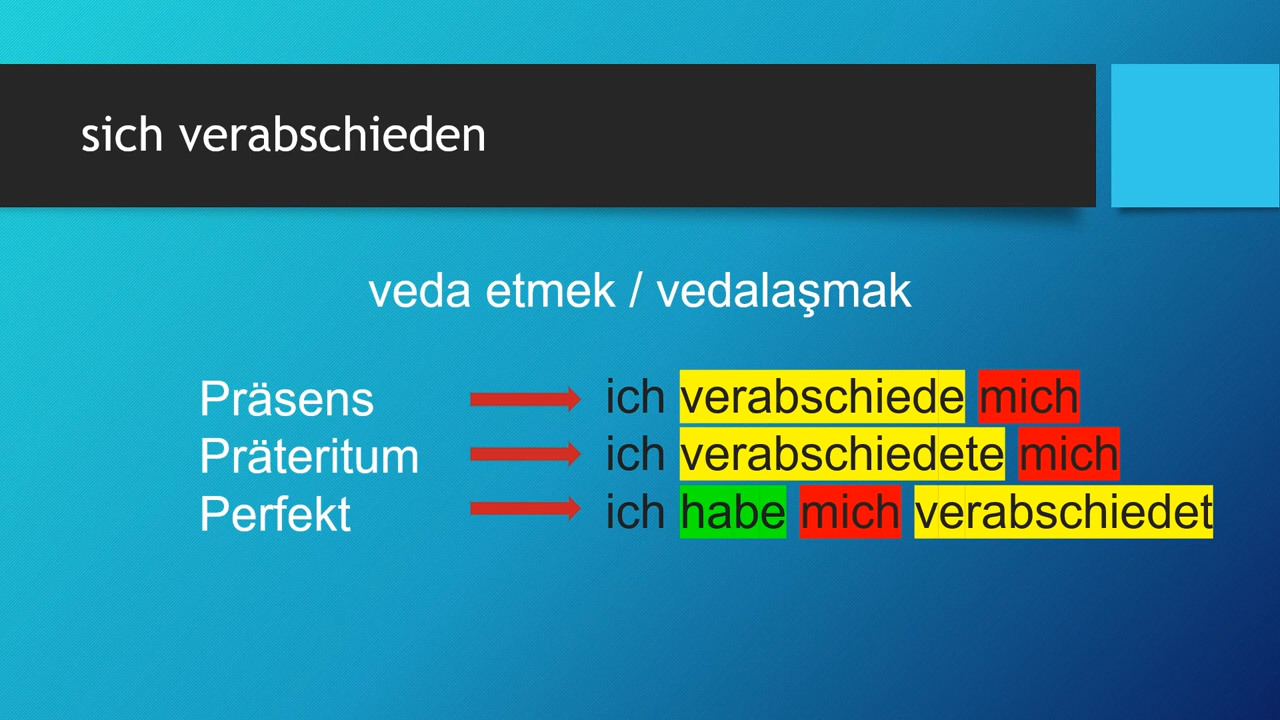 sich verabschieden
veda etmek / vedalaşmak
Präsens ich verabschiede mich
Präteritum ich verabschiedete mich
Perfekt ich habe mich verabschiedet